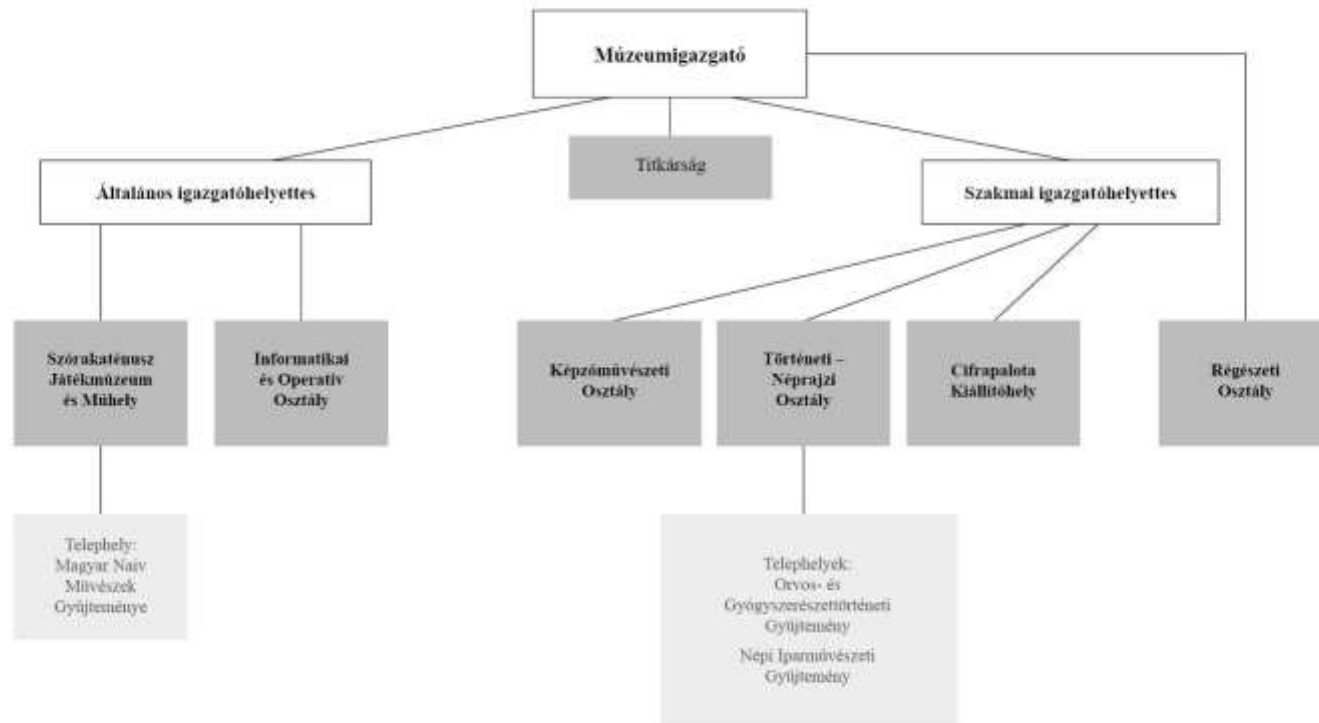 Múzeumigazgató
Titkárság
Általános igazgatóhelyettes
Szakmai igazgatóhelyettes
Szórakaténusz
Játékmúzeum
és Műhely
Informatikai
és Operatív
Osztály
Képzőművészeti
Osztály
Történeti –
Néprajzi
Osztály
Cifrapalota
Kiállítóhely
Régészeti
Osztály
Telephely:
Magyar Naiv
Művészek
Gyűjteménye
Telephelyek:
Orvos- és
Gyógyszerészettörténeti
Gyűjtemény
Népi Iparművészeti
Gyűjtemény